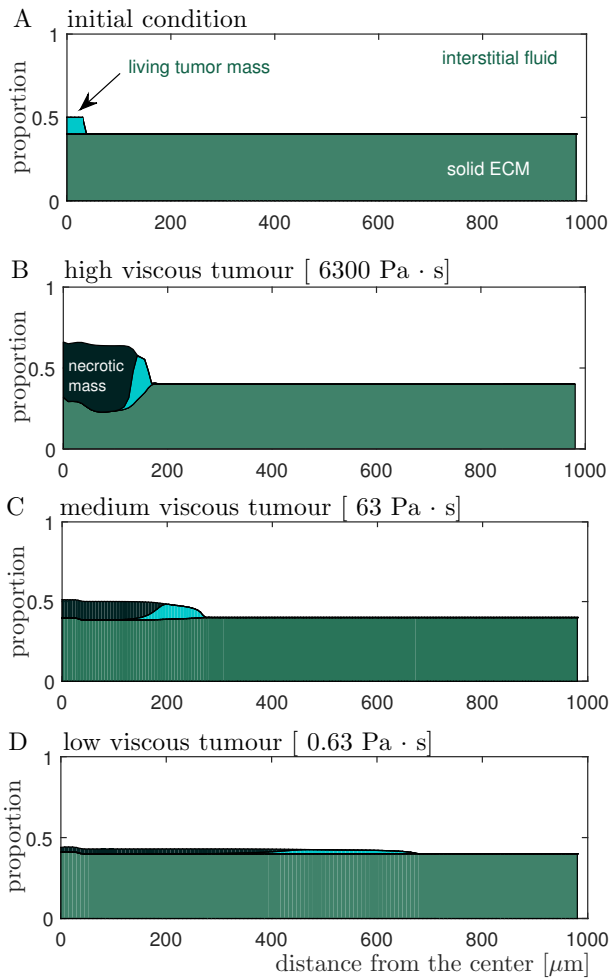 A initial condition
1
living tumor mass
interstitial fluid
0.5
proportion
solid ECM
0
0 200 400 600 800 1000
B high viscous tumour [ 6300 Pa · s]
1
proportion
necrotic
mass
0.5
0
0 200 400 600 800 1000
C medium viscous tumour [ 63 Pa · s]
1
proportion
0.5
0
0 200 400 600 800 1000
D low viscous tumour [ 0.63 Pa · s]
1
proportion
0.5
0
0 200 400 600 800 1000
distance from the center [μm]